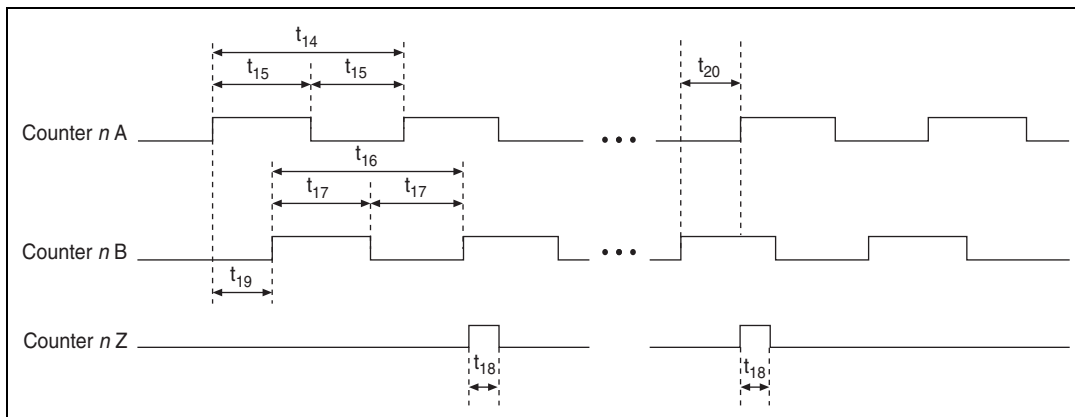 t14
t15 t15
t20
Counter n A
t16
t17 t17
Counter n B
t19
Counter n Z
t18 t18